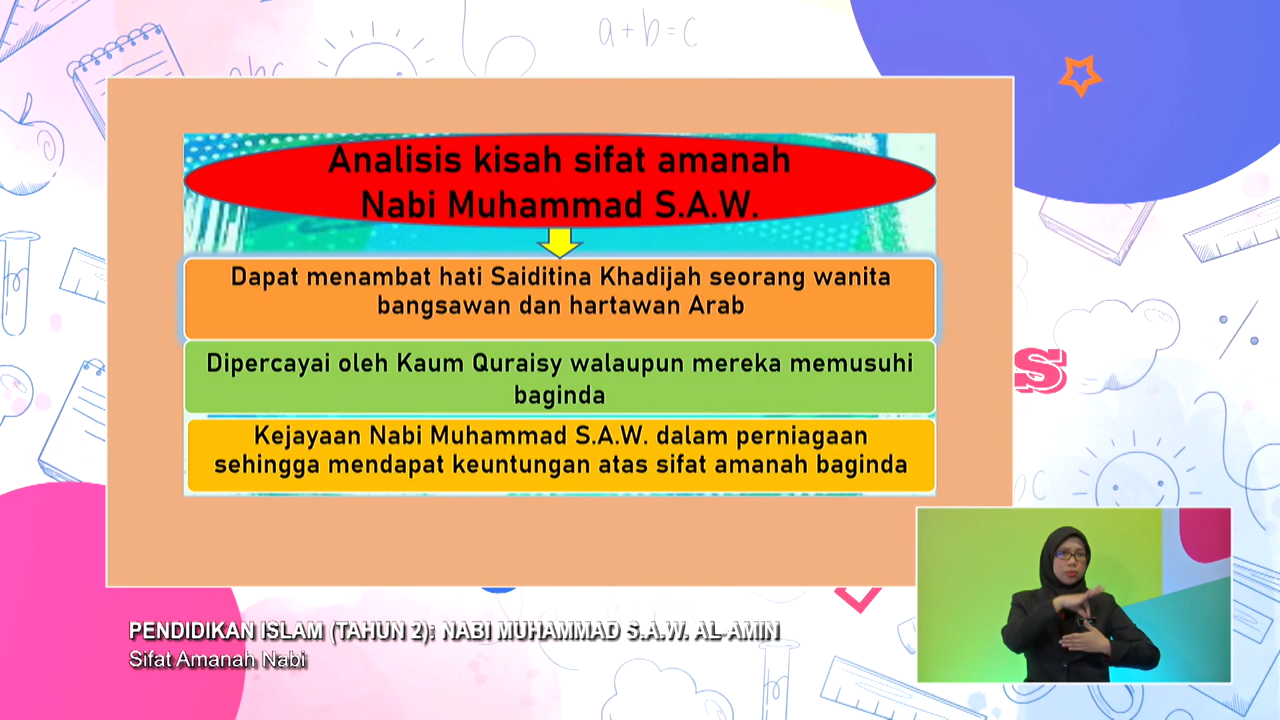 a+b=c
abc
Analisis kisah sifat amanah
Nabi Muhammad S.A.W.
Dapat menambat hati Saiditina Khadijah seorang wanita
bangsawan dan hartawan Arab
Dipercayai oleh Kaum Quraisy walaupun mereka memusuhi
baginda
Kejayaan Nabi Muhammad S.A.W. dalam perniagaan
sehingga mendapat keuntungan atas sifat amanah baginda
S
PENDIDIKAN ISLAM (TAHUN 2): NABI MUHAMMAD S.A.W. AL-AMIN
Sifat Amanah Nabi